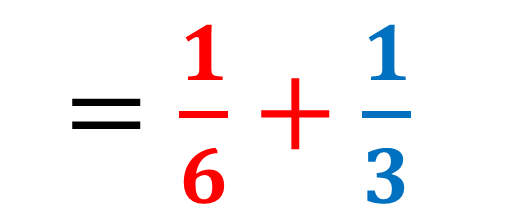 = 1/6 + 1/3